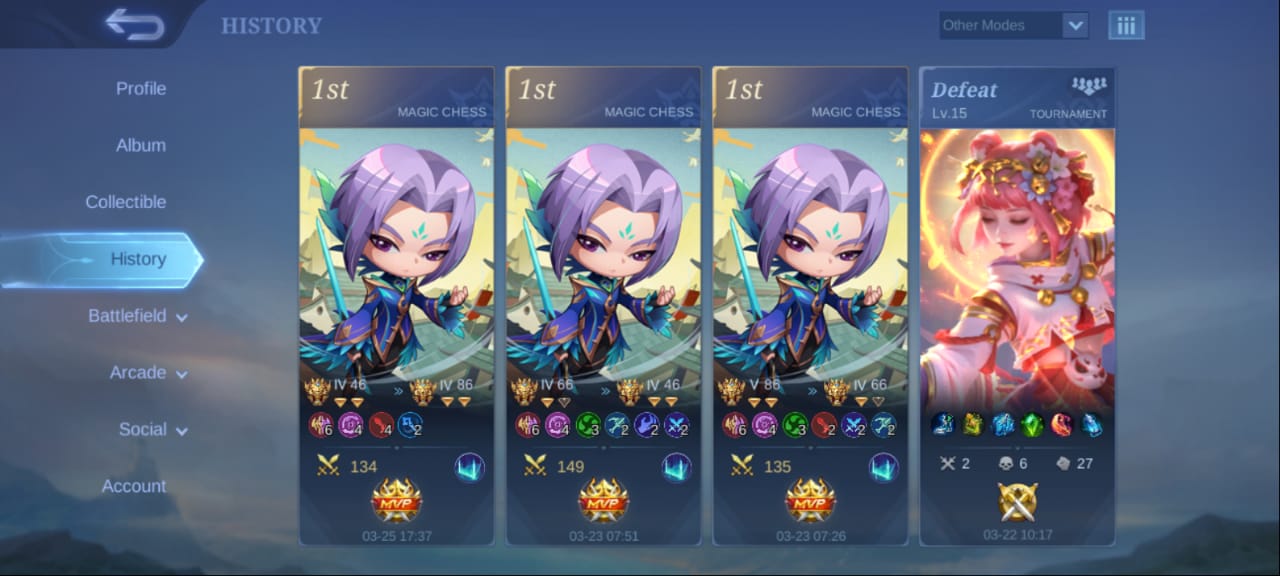 HISTORY
Other Modes
Profile
Album
Collectible
History
Battlefield
Arcade
Social
Account
1st
MAGIC CHESS
IV 46 » IV 86
6 4 4 2
134
MVP
03-25 17:37
1st
MAGIC CHESS
IV 66 » IV 46
6 4 3 2 2 2
149
MVP
03-23 07:51
1st
MAGIC CHESS
V 86 » IV 66
6 4 3 2 2 2
135
MVP
03-23 07:26
Defeat
Lv.15
TOURNAMENT
2 6 27
03-22 10:17